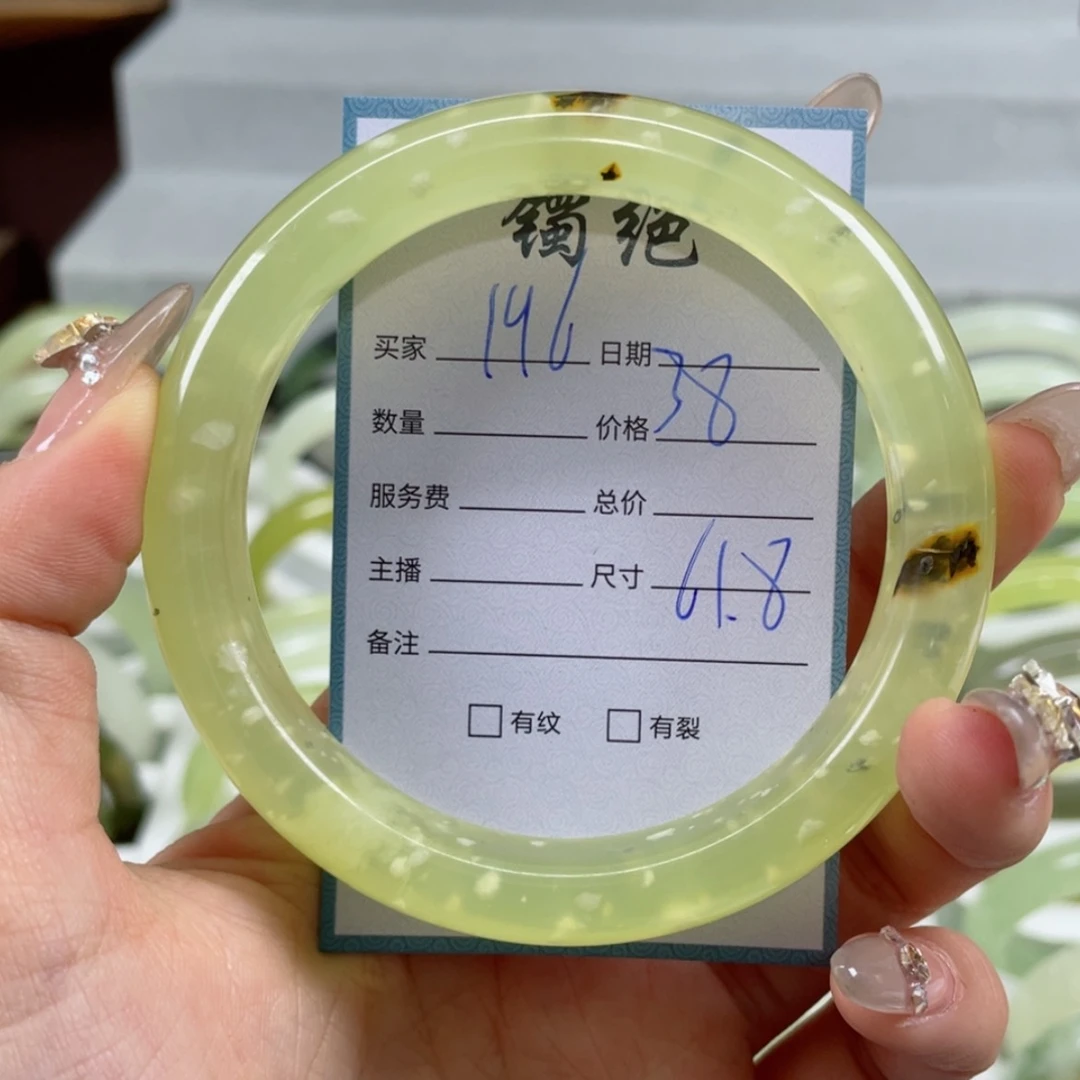 镯绝
买家 146 日期
数量 价格 38
服务费 总价
主播 尺寸 61.8
备注
有纹 有裂